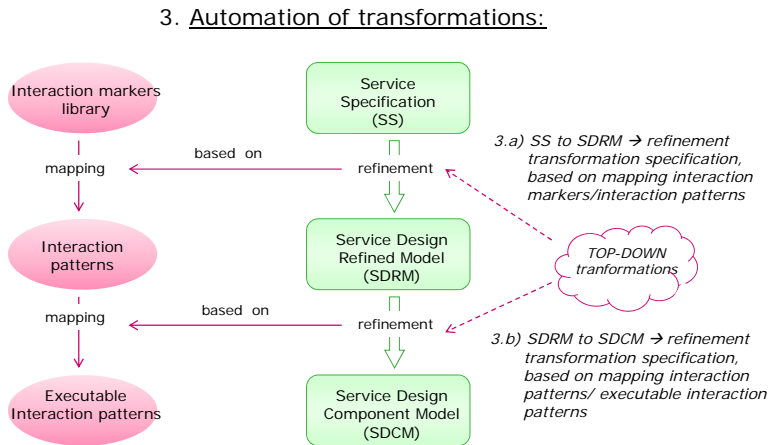 3. Automation of transformations:
Interaction markers
library
mapping
Interaction
patterns
mapping
Executable
Interaction patterns
based on
based on
Service
Specification
(SS)
refinement
Service Design
Refined Model
(SDRM)
refinement
Service Design
Component Model
(SDCM)
3.a) SS to SDRM → refinement
transformation specification,
based on mapping interaction
markers/interaction patterns
TOP-DOWN
tranformations
3.b) SDRM to SDCM → refinement
transformation specification,
based on mapping interaction
patterns/ executable interaction
patterns